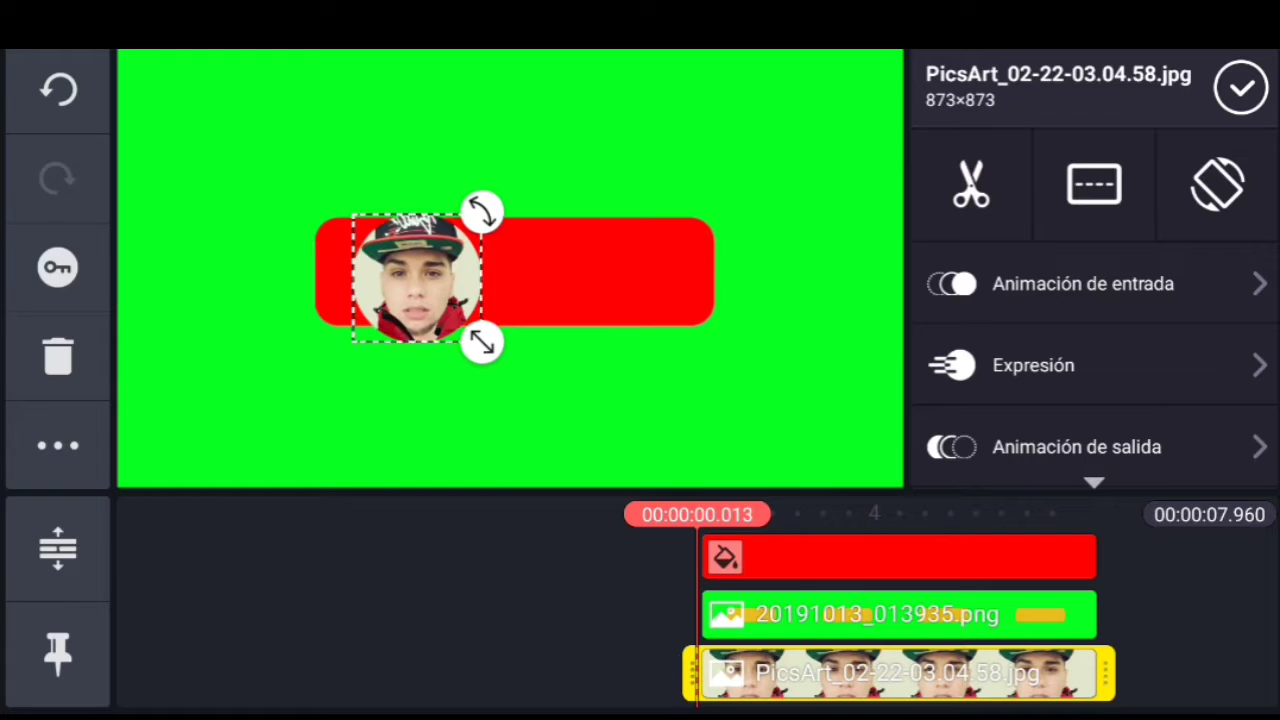 PicsArt_02-22-03.04.58.jpg
873×873
Animación de entrada
Expresión
Animación de salida
00:00:00.013
4
00:00:07.960
20191013_013935.png
PicsArt_02-22-03.04.58.jpg